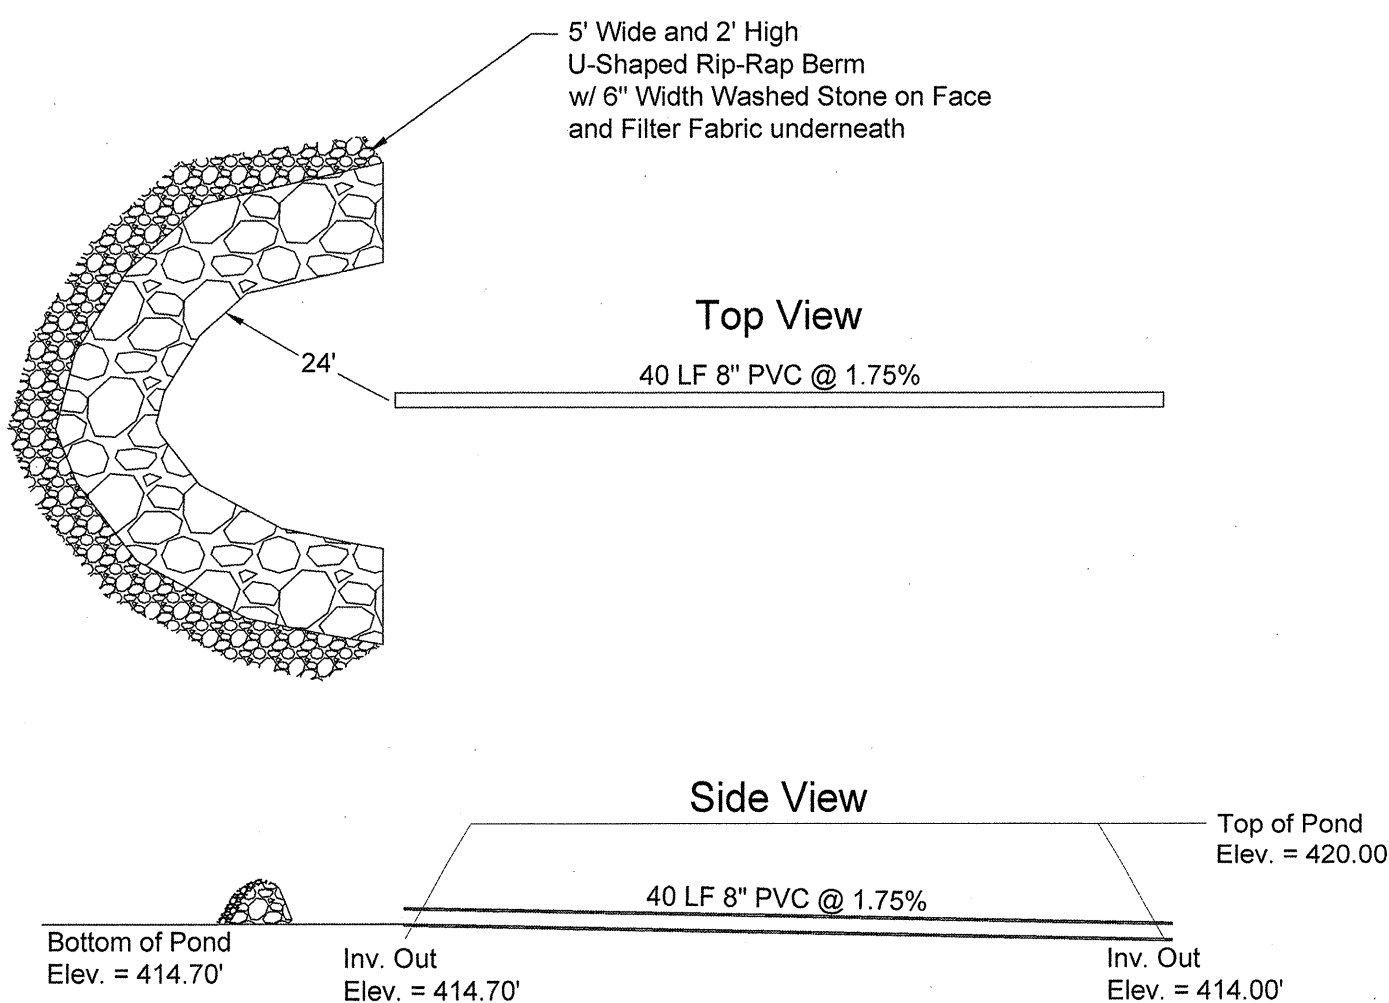 5' Wide and 2' High
U-Shaped Rip-Rap Berm
w/ 6" Width Washed Stone on Face
and Filter Fabric underneath
Top View
24'
40 LF 8" PVC @ 1.75%
Side View
Top of Pond
Elev. = 420.00
40 LF 8" PVC @ 1.75%
Bottom of Pond
Elev. = 414.70'
Inv. Out
Elev. = 414.70'
Inv. Out
Elev. = 414.00'